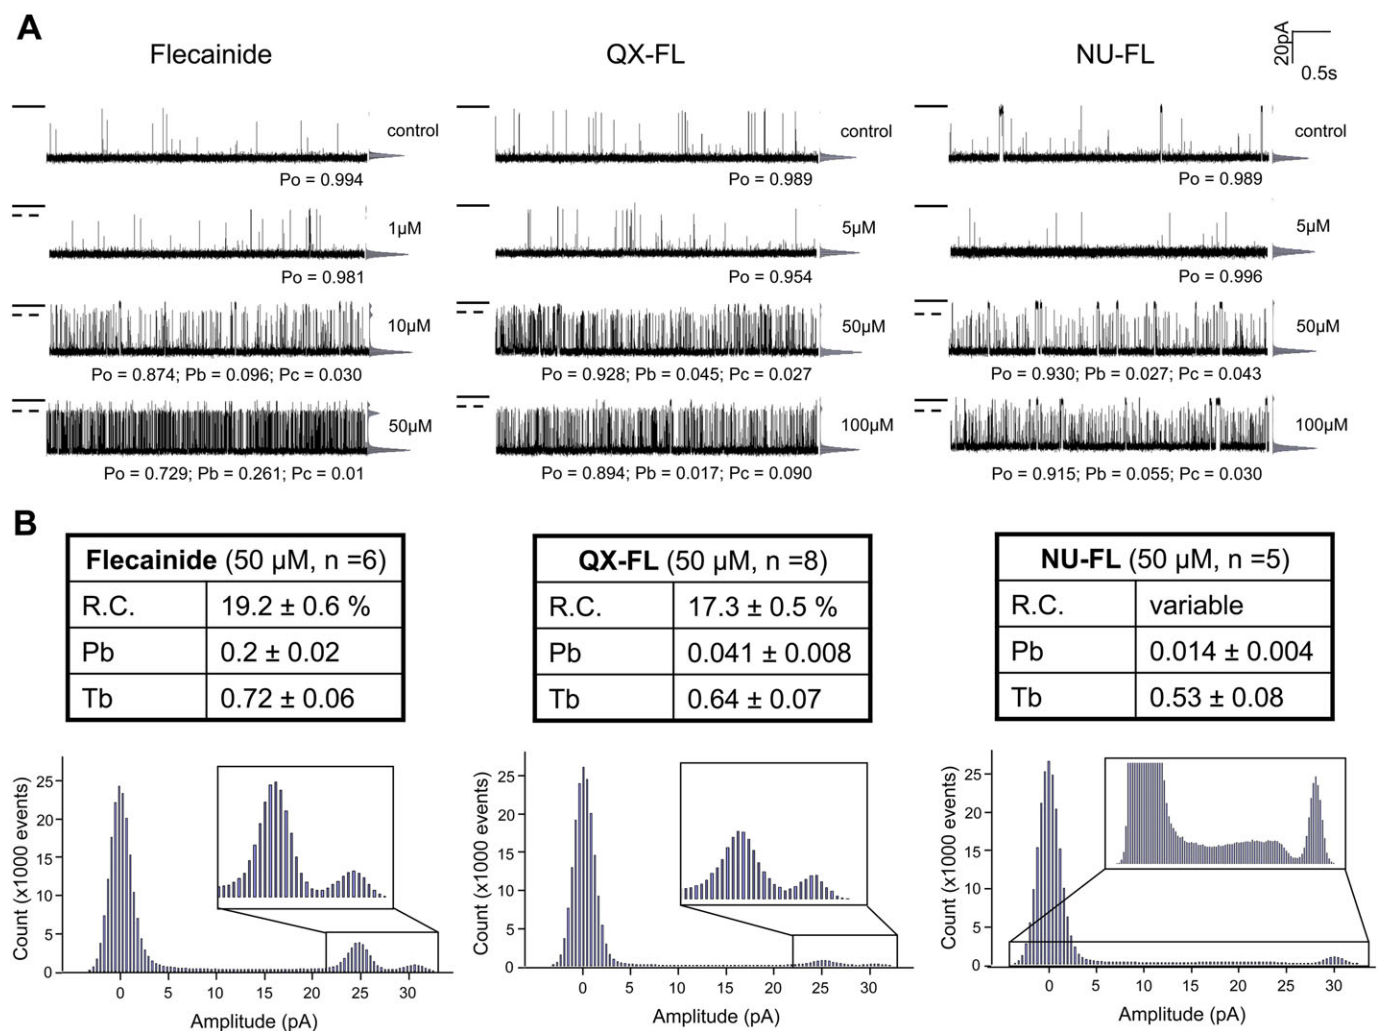 A
Flecainide
QX-FL
NU-FL
20pA
0.5s
control
Po = 0.994
control
Po = 0.989
control
Po = 0.989
1µM
Po = 0.981
5µM
Po = 0.954
5µM
Po = 0.996
10µM
Po = 0.874; Pb = 0.096; Pc = 0.030
50µM
Po = 0.928; Pb = 0.045; Pc = 0.027
50µM
Po = 0.930; Pb = 0.027; Pc = 0.043
50µM
Po = 0.729; Pb = 0.261; Pc = 0.01
100µM
Po = 0.894; Pb = 0.017; Pc = 0.090
100µM
Po = 0.915; Pb = 0.055; Pc = 0.030
B
Flecainide (50 µM, n =6)
R.C. 19.2 ± 0.6 %
Pb 0.2 ± 0.02
Tb 0.72 ± 0.06
QX-FL (50 µM, n =8)
R.C. 17.3 ± 0.5 %
Pb 0.041 ± 0.008
Tb 0.64 ± 0.07
NU-FL (50 µM, n =5)
R.C. variable
Pb 0.014 ± 0.004
Tb 0.53 ± 0.08
Count (x1000 events)
25
20
15
10
5
0
0 5 10 15 20 25 30
Amplitude (pA)
Count (x1000 events)
25
20
15
10
5
0
0 5 10 15 20 25 30
Amplitude (pA)
Count (x1000 events)
25
20
15
10
5
0
0 5 10 15 20 25 30
Amplitude (pA)